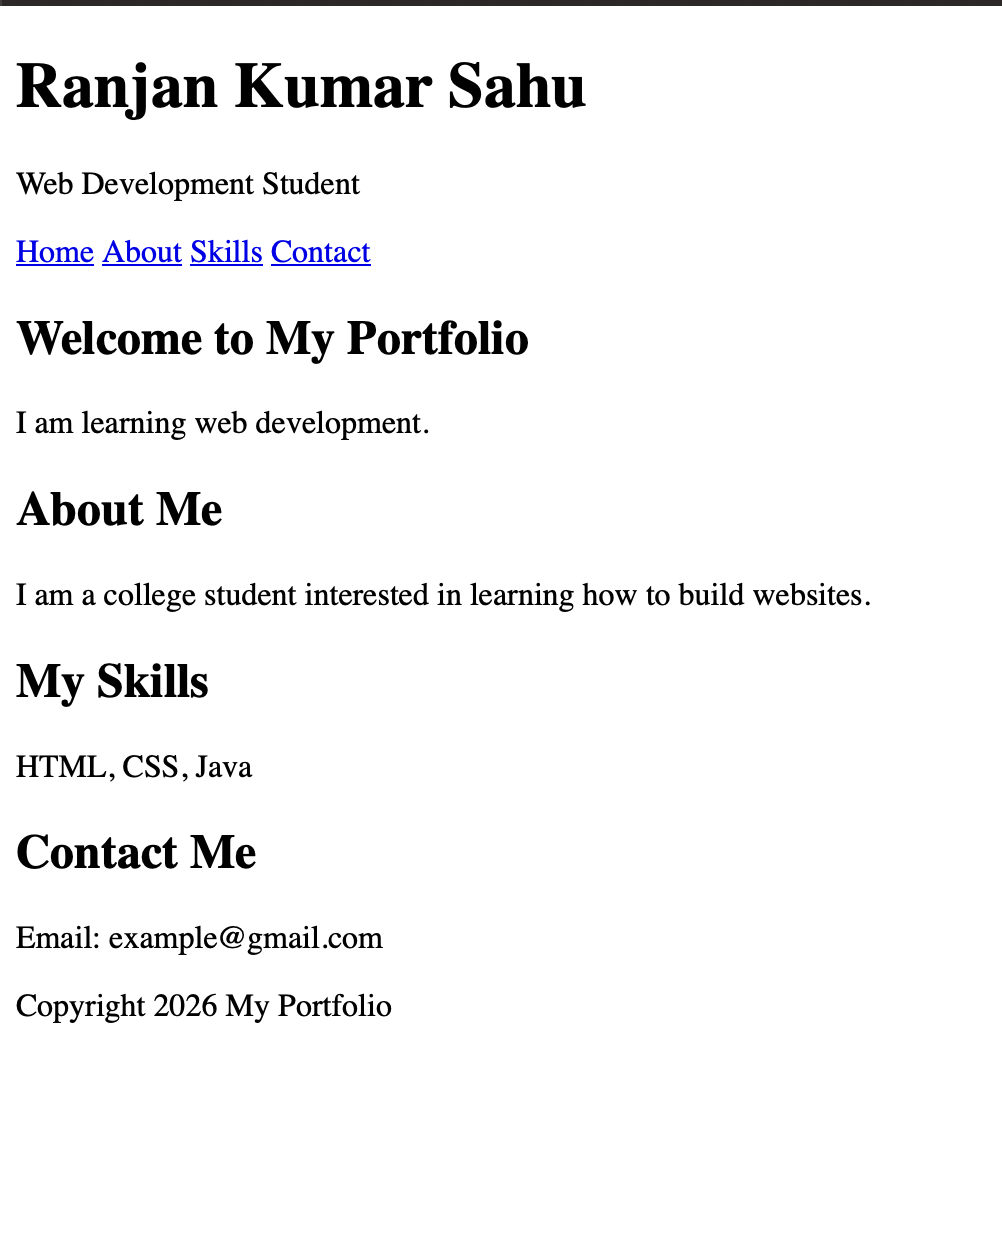 Ranjan Kumar Sahu
Web Development Student
Home About Skills Contact
Welcome to My Portfolio
I am learning web development.
About Me
I am a college student interested in learning how to build websites.
My Skills
HTML, CSS, Java
Contact Me
Email: example@gmail.com
Copyright 2026 My Portfolio